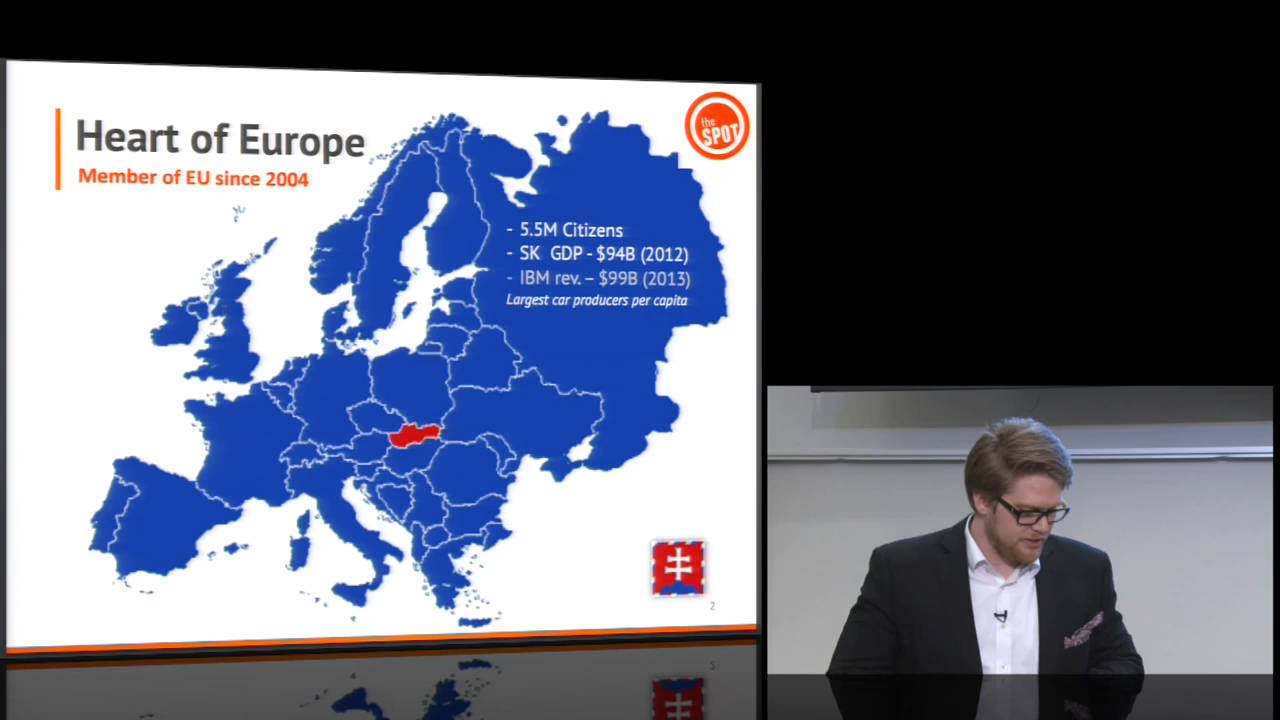 Heart of Europe
Member of EU since 2004
the
SPOT
- 5.5M Citizens
- SK GDP - $94B (2012)
- IBM rev. – $99B (2013)
Largest car producers per capita
2